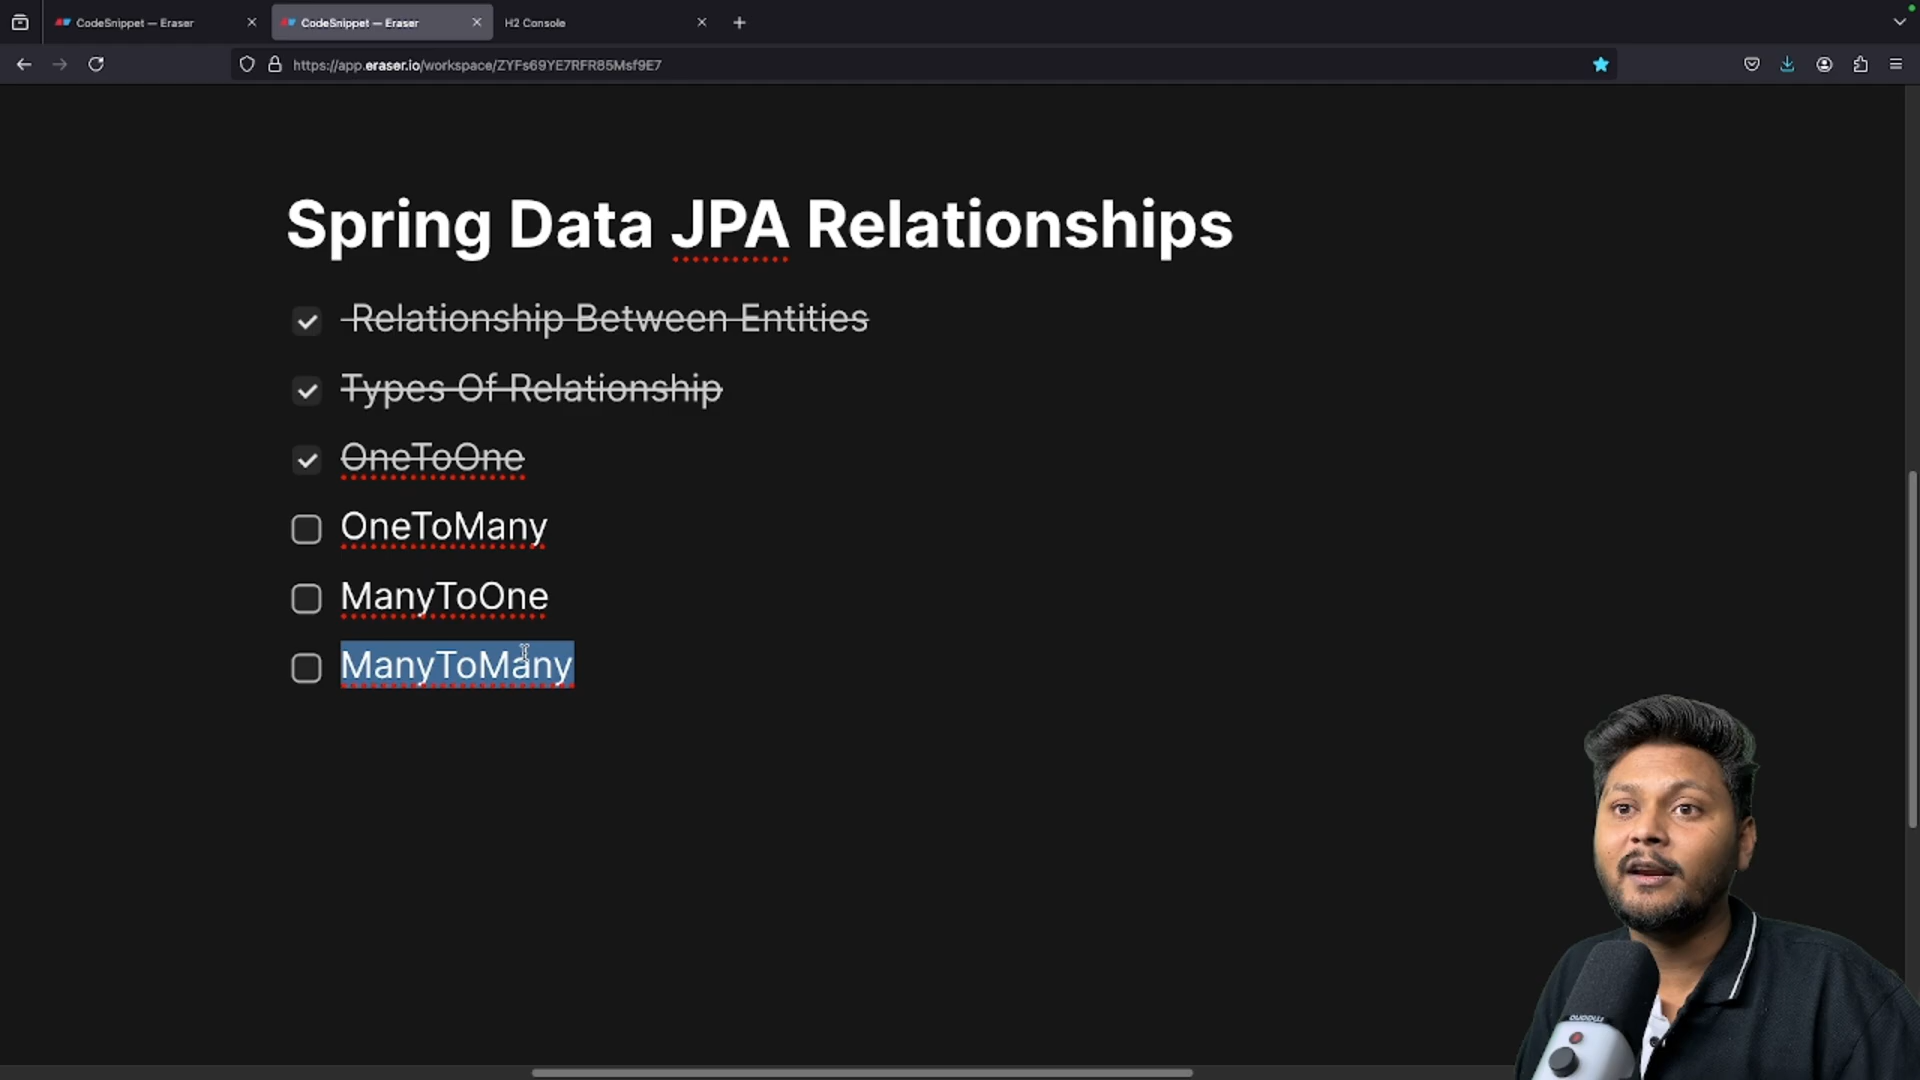 CodeSnippet — Eraser
CodeSnippet — Eraser
H2 Console
https://app.eraser.io/workspace/ZYFs69YE7RFR85Msf9E7
Spring Data JPA Relationships
Relationship Between Entities
Types Of Relationship
OneToOne
OneToMany
ManyToOne
ManyToMany
maono